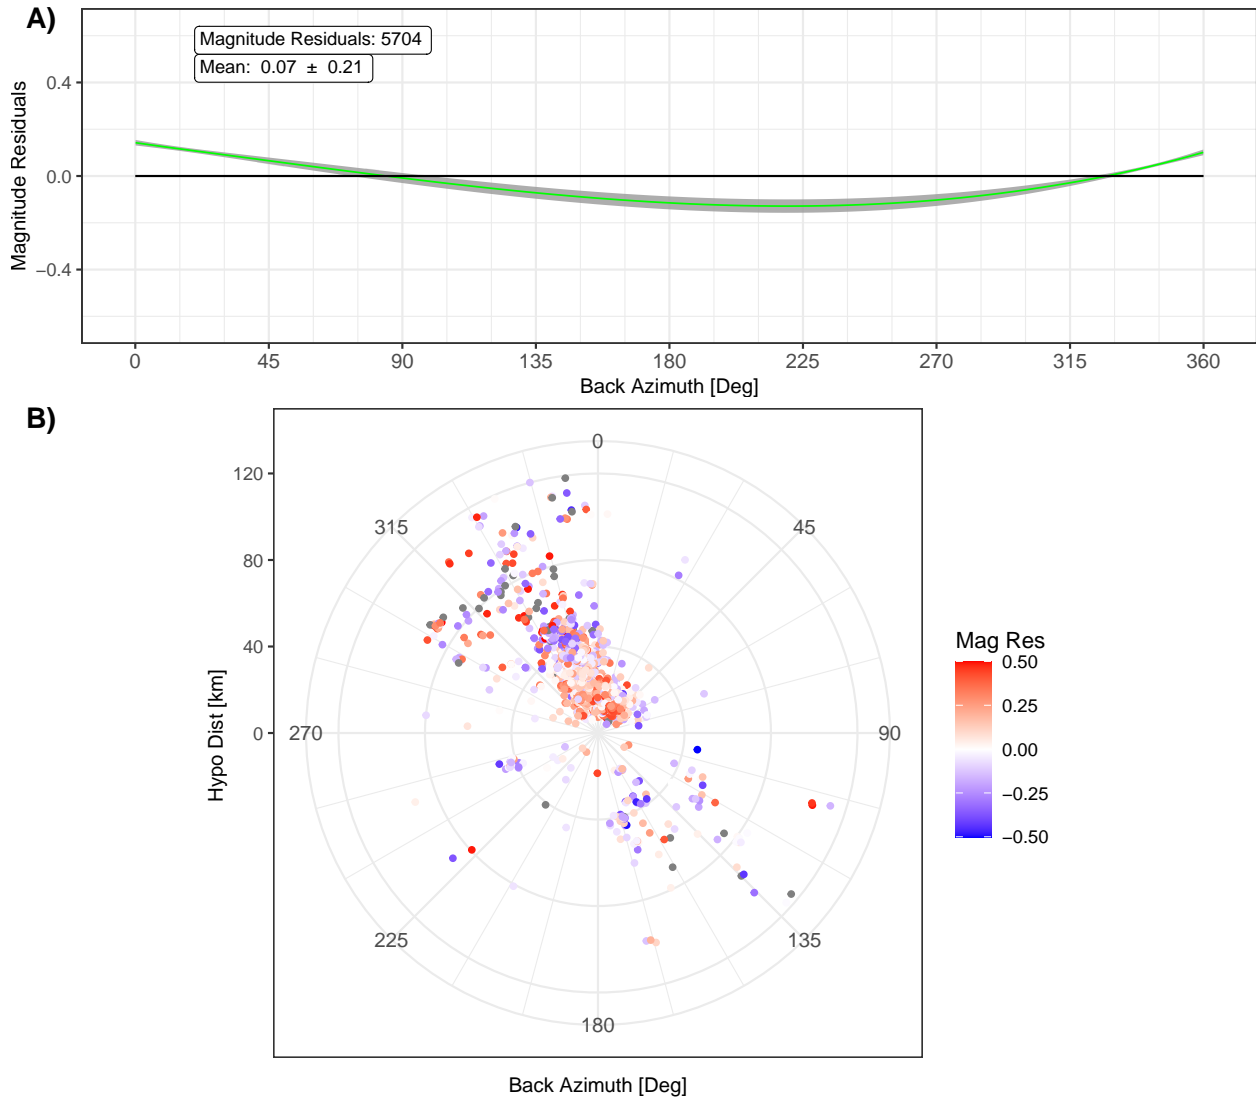 A)
Magnitude Residuals: 5704
Mean:  0.07  ±  0.21
0.4
0.0
−0.4
Magnitude Residuals
0 45 90 135 180 225 270 315 360
Back Azimuth [Deg]
B)
0
45
90
135
180
225
270
315
120
80
40
0
Hypo Dist [km]
Back Azimuth [Deg]
Mag Res
0.50
0.25
0.00
−0.25
−0.50